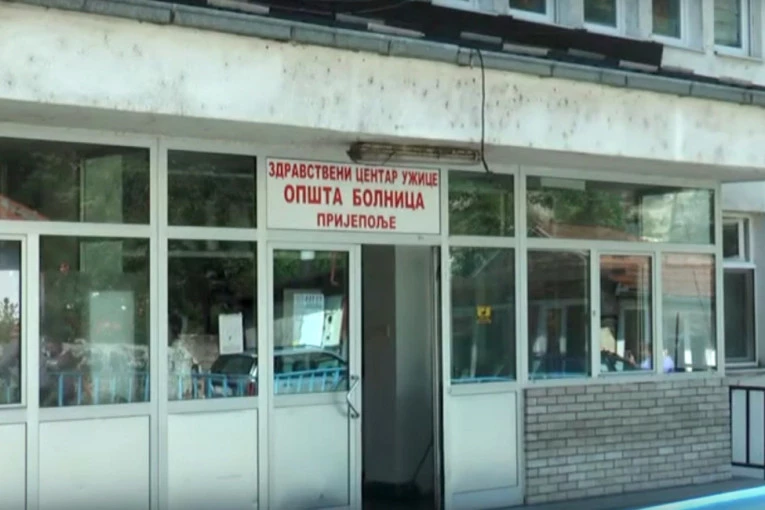 ЗДРАВСТВЕНИ ЦЕНТАР УЖИЦЕ
ОПШТА БОЛНИЦА
ПРИЈЕПОЉЕ